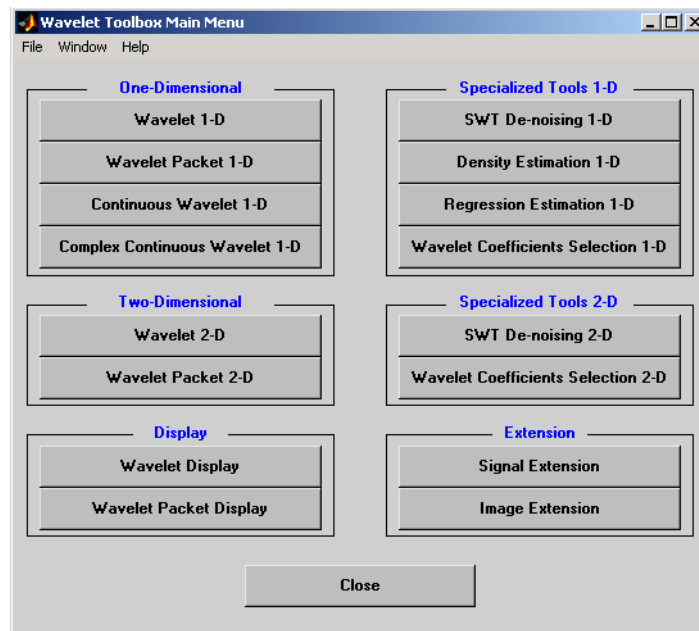 Wavelet Toolbox Main Menu
File Window Help
One-Dimensional
Wavelet 1-D
Wavelet Packet 1-D
Continuous Wavelet 1-D
Complex Continuous Wavelet 1-D
Specialized Tools 1-D
SWT De-noising 1-D
Density Estimation 1-D
Regression Estimation 1-D
Wavelet Coefficients Selection 1-D
Two-Dimensional
Wavelet 2-D
Wavelet Packet 2-D
Specialized Tools 2-D
SWT De-noising 2-D
Wavelet Coefficients Selection 2-D
Display
Wavelet Display
Wavelet Packet Display
Extension
Signal Extension
Image Extension
Close